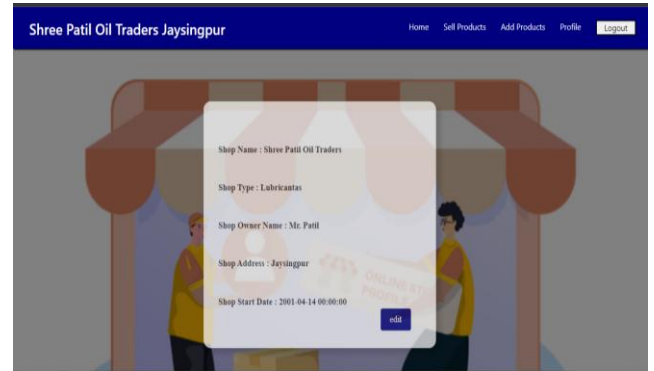 Shree Patil Oil Traders Jaysingpur
Home Sell Products Add Products Profile Logout
Shop Name : Shree Patil Oil Traders
Shop Type : Lubricantas
Shop Owner Name : Mr. Patil
Shop Address : Jaysingpur
ONLINE
PROFILE
Shop Start Date : 2001-04-14 00:00:00
edit